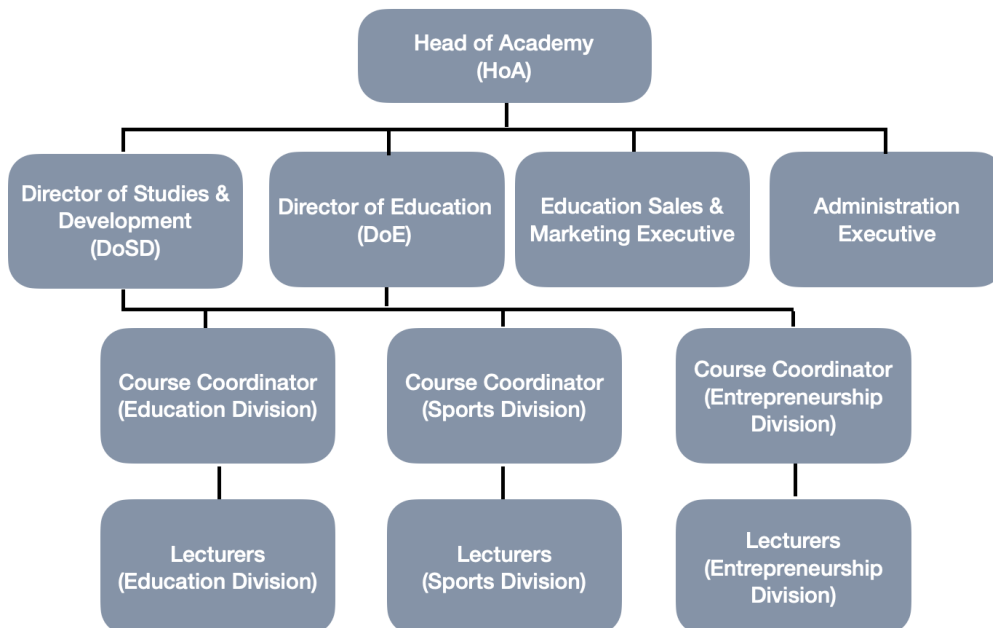 Head of Academy
(HoA)
Director of Studies &
Development
(DoSD)
Director of Education
(DoE)
Education Sales &
Marketing Executive
Administration
Executive
Course Coordinator
(Education Division)
Course Coordinator
(Sports Division)
Course Coordinator
(Entrepreneurship
Division)
Lecturers
(Education Division)
Lecturers
(Sports Division)
Lecturers
(Entrepreneurship
Division)